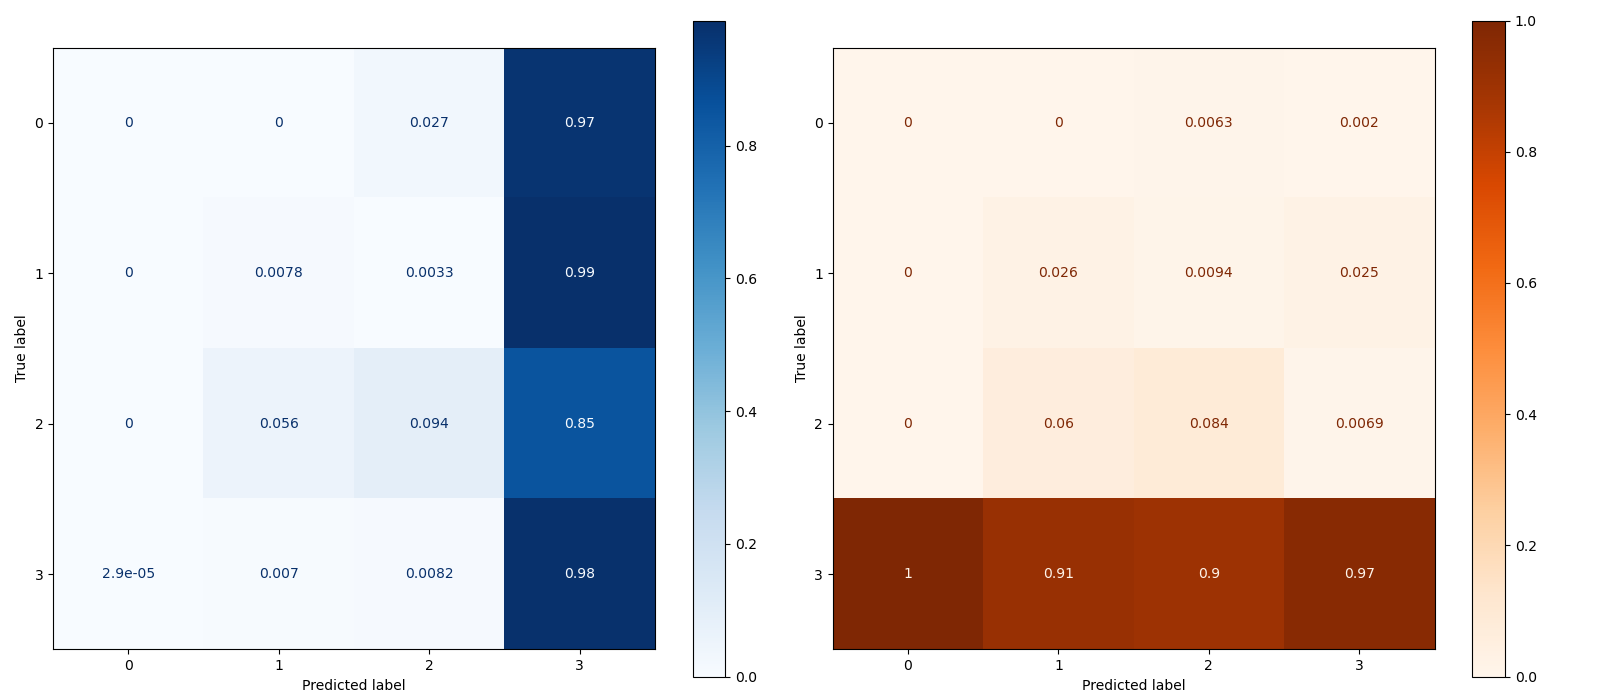 0 0 0 0.027 0.97
1 0 0.0078 0.0033 0.99
2 0 0.056 0.094 0.85
3 2.9e-05 0.007 0.0082 0.98
0 1 2 3
Predicted label
True label
0.8
0.6
0.4
0.2
0.0
0 0 0 0.0063 0.002
1 0 0.026 0.0094 0.025
2 0 0.06 0.084 0.0069
3 1 0.91 0.9 0.97
0 1 2 3
Predicted label
True label
1.0
0.8
0.6
0.4
0.2
0.0